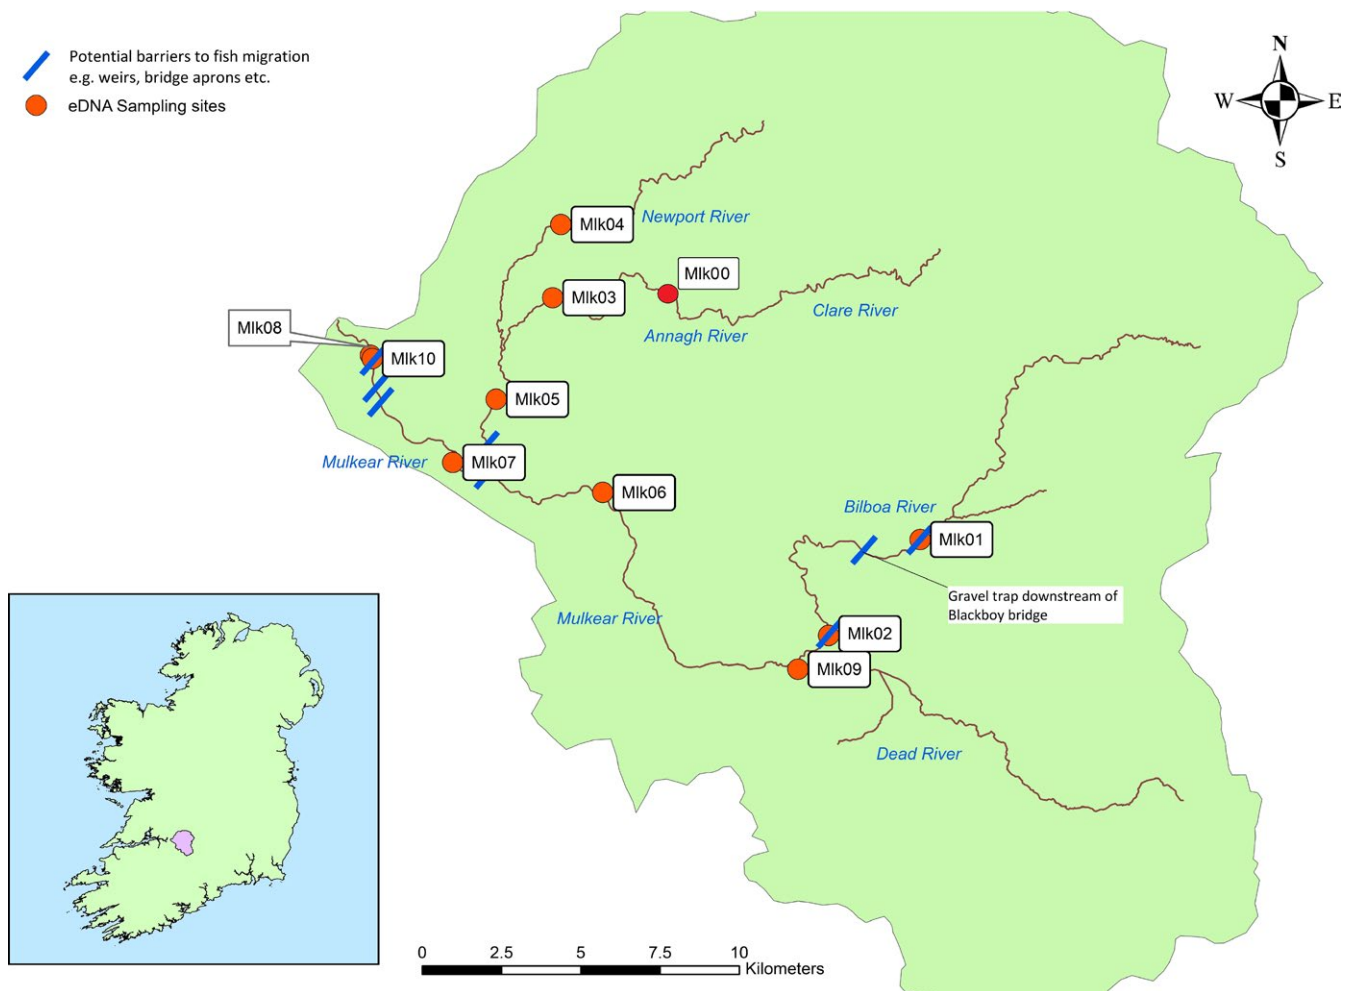 Potential barriers to fish migration
e.g. weirs, bridge aprons etc.
eDNA Sampling sites
N
W
E
S
Newport River
Mlk04
Mlk00
Mlk03
Clare River
Annagh River
Mlk08
Mlk10
Mlk05
Mulkear River
Mlk07
Mlk06
Bilboa River
Mlk01
Gravel trap downstream of
Blackboy bridge
Mulkear River
Mlk02
Mlk09
Dead River
0
2.5
5
7.5
10
Kilometers